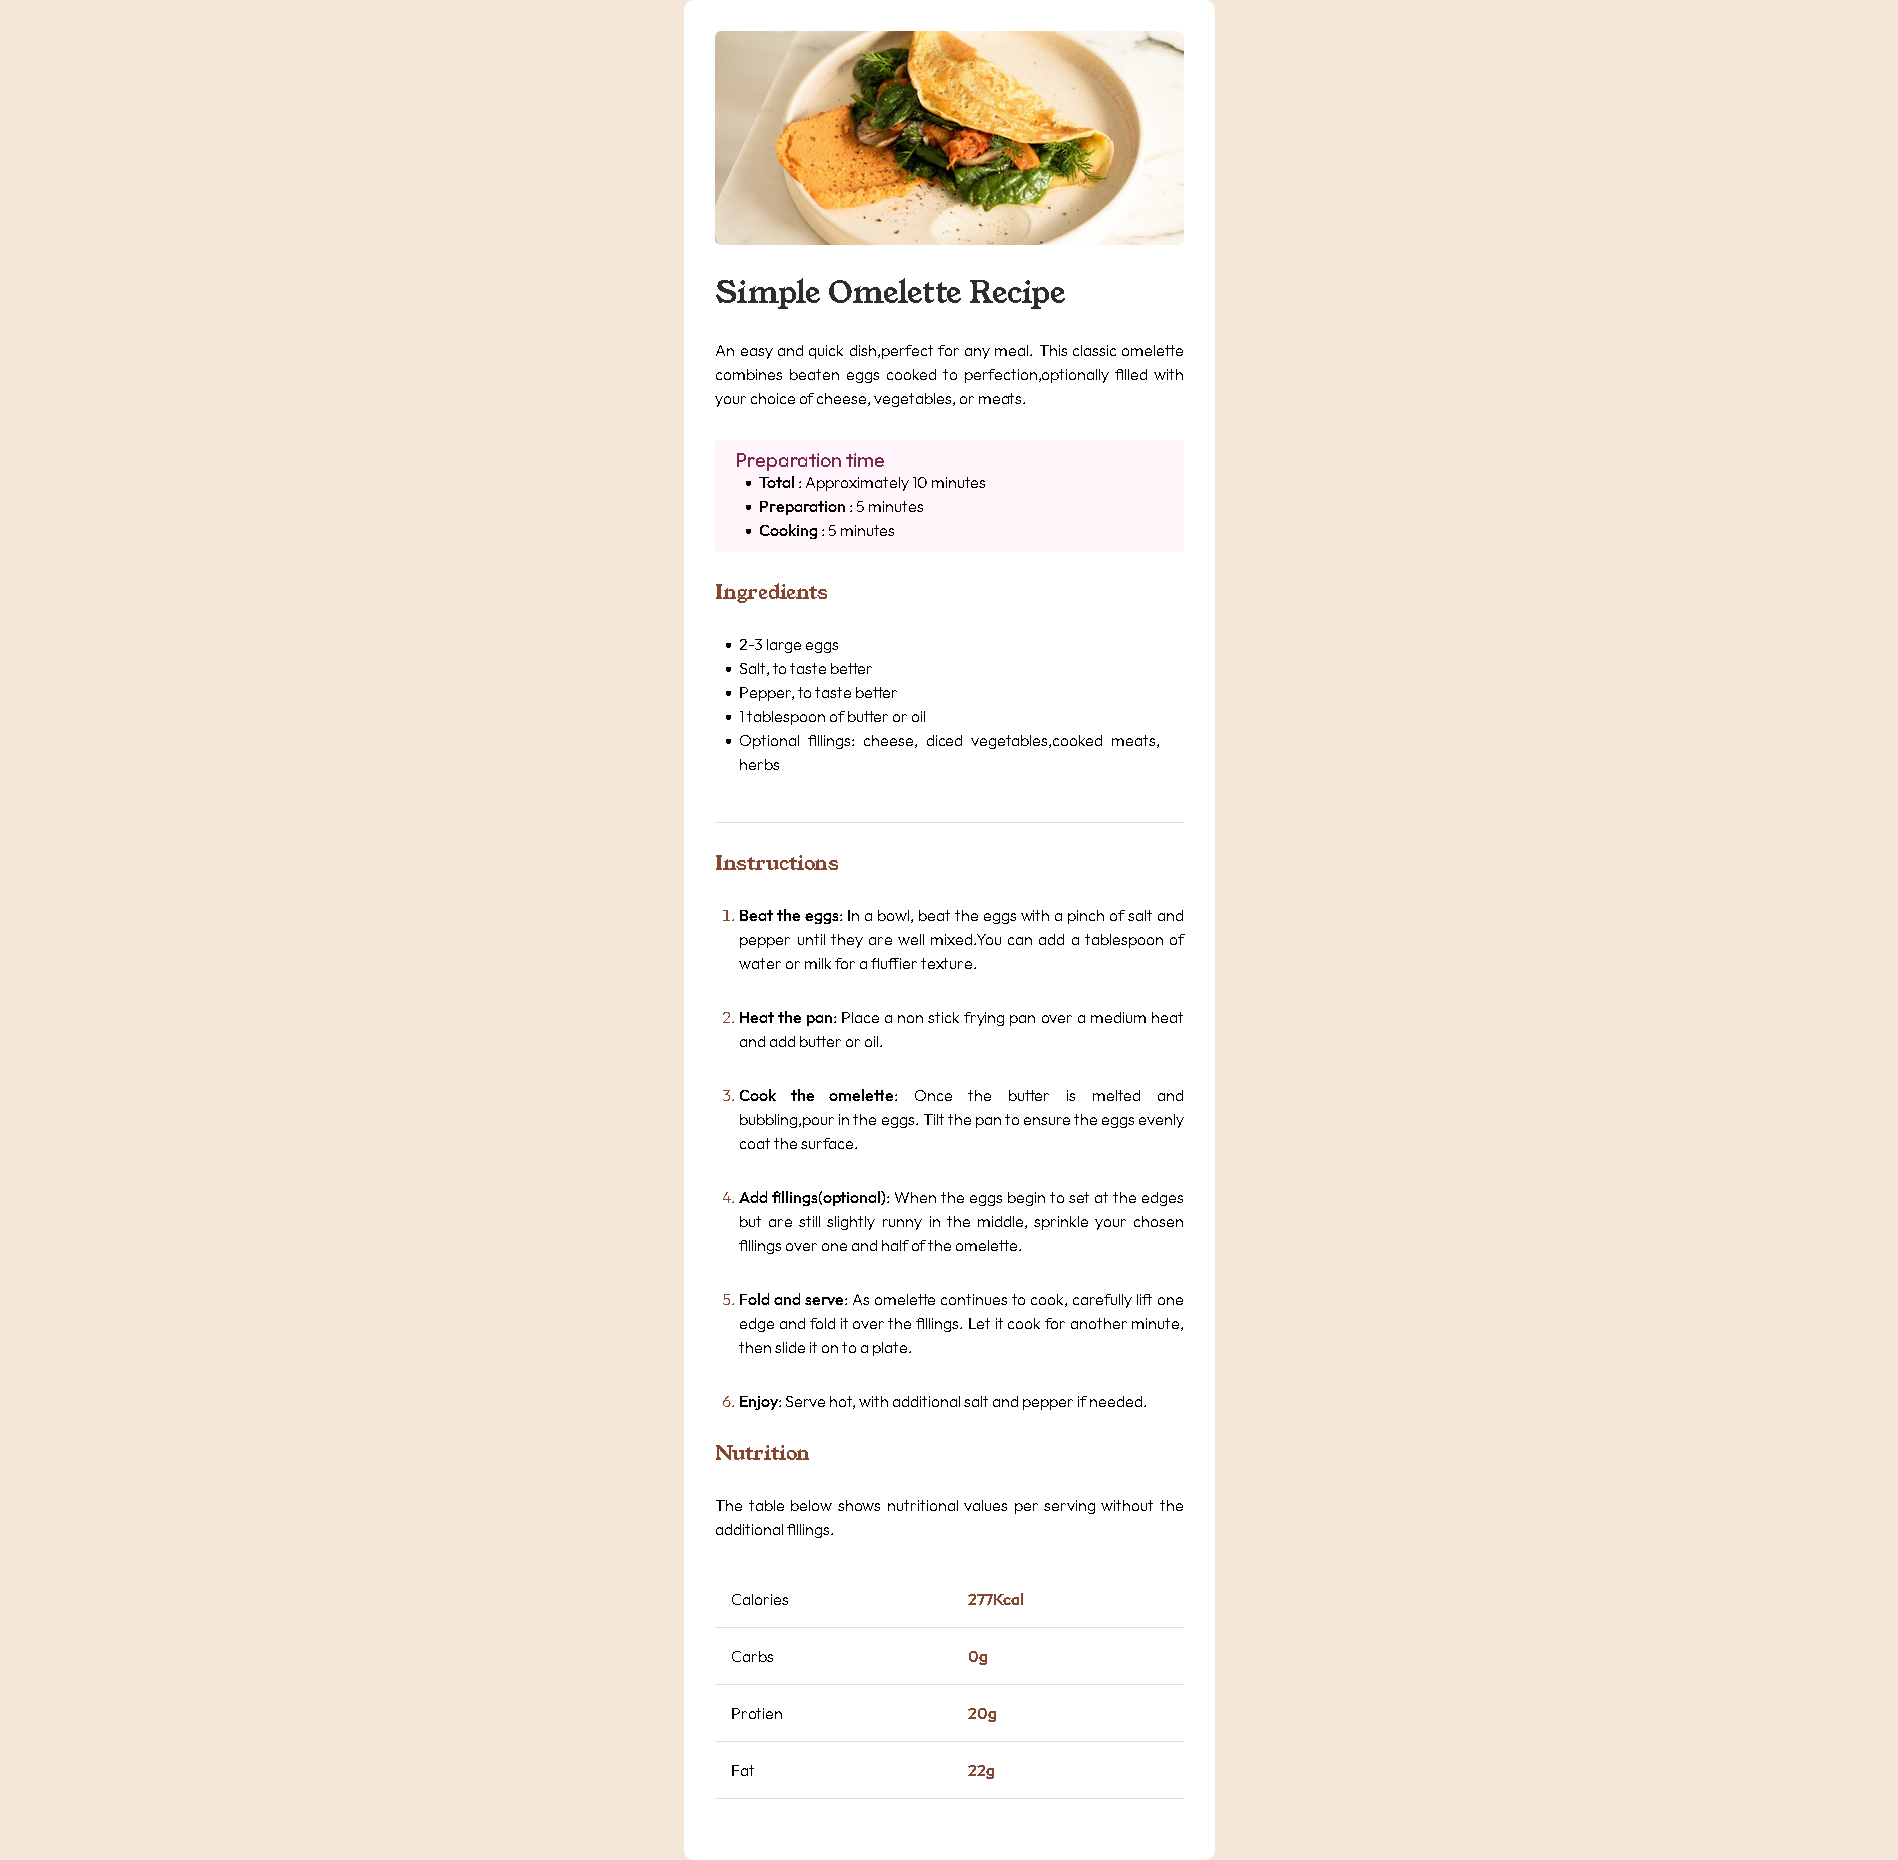 Simple Omelette Recipe
An easy and quick dish,perfect for any meal. This classic omelette
combines beaten eggs cooked to perfection,optionally filled with
your choice of cheese, vegetables, or meats.
Preparation time
• Total : Approximately 10 minutes
• Preparation : 5 minutes
• Cooking : 5 minutes
Ingredients
• 2-3 large eggs
• Salt, to taste better
• Pepper, to taste better
• 1 tablespoon of butter or oil
• Optional fillings: cheese, diced vegetables,cooked meats,
herbs
Instructions
1. Beat the eggs: In a bowl, beat the eggs with a pinch of salt and
pepper until they are well mixed.You can add a tablespoon of
water or milk for a fluffier texture.
2. Heat the pan: Place a non stick frying pan over a medium heat
and add butter or oil.
3. Cook the omelette: Once the butter is melted and
bubbling,pour in the eggs. Tilt the pan to ensure the eggs evenly
coat the surface.
4. Add fillings(optional): When the eggs begin to set at the edges
but are still slightly runny in the middle, sprinkle your chosen
fillings over one and half of the omelette.
5. Fold and serve: As omelette continues to cook, carefully lift one
edge and fold it over the fillings. Let it cook for another minute,
then slide it on to a plate.
6. Enjoy: Serve hot, with additional salt and pepper if needed.
Nutrition
The table below shows nutritional values per serving without the
additional fillings.
Calories 277Kcal
Carbs 0g
Protien 20g
Fat 22g